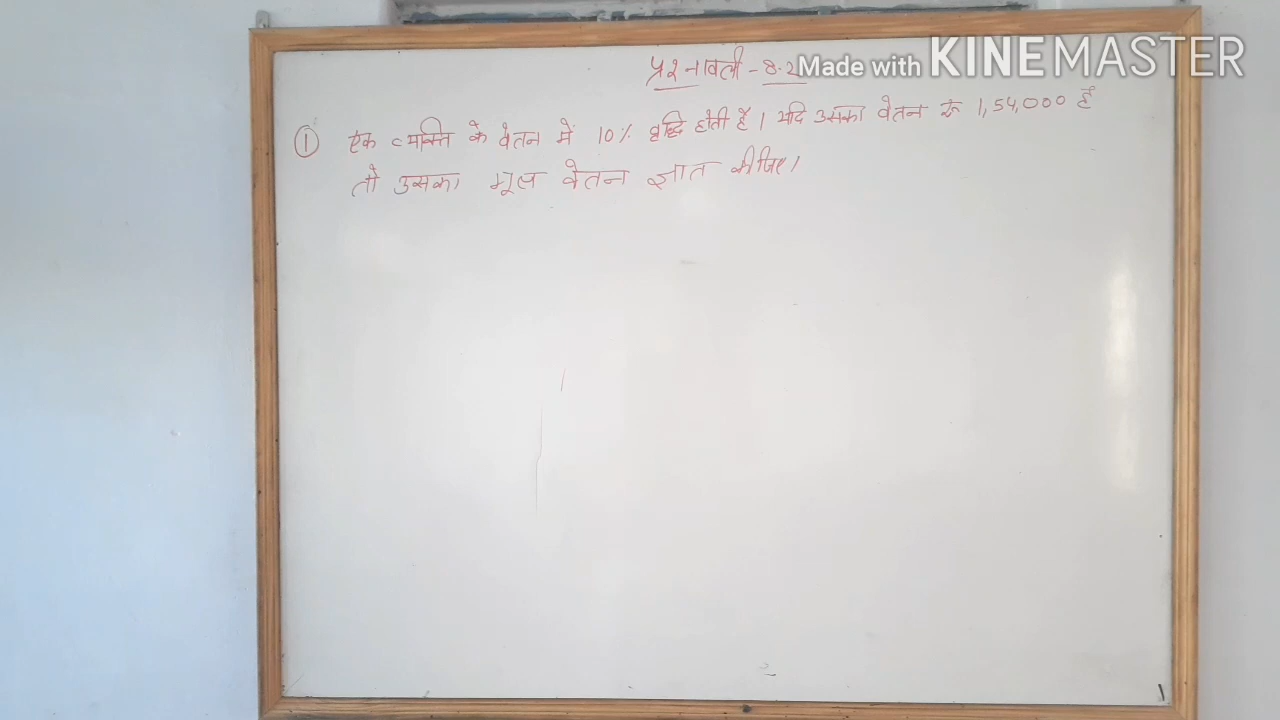 प्रश्नावली - 8.2
Made with KINEMASTER
① एक व्यक्ति के वेतन मे 10% वृद्धि होती हैं। यदि उसका वेतन रू 1,54,000 हैं
तो उसका मूल वेतन ज्ञात कीजिए।